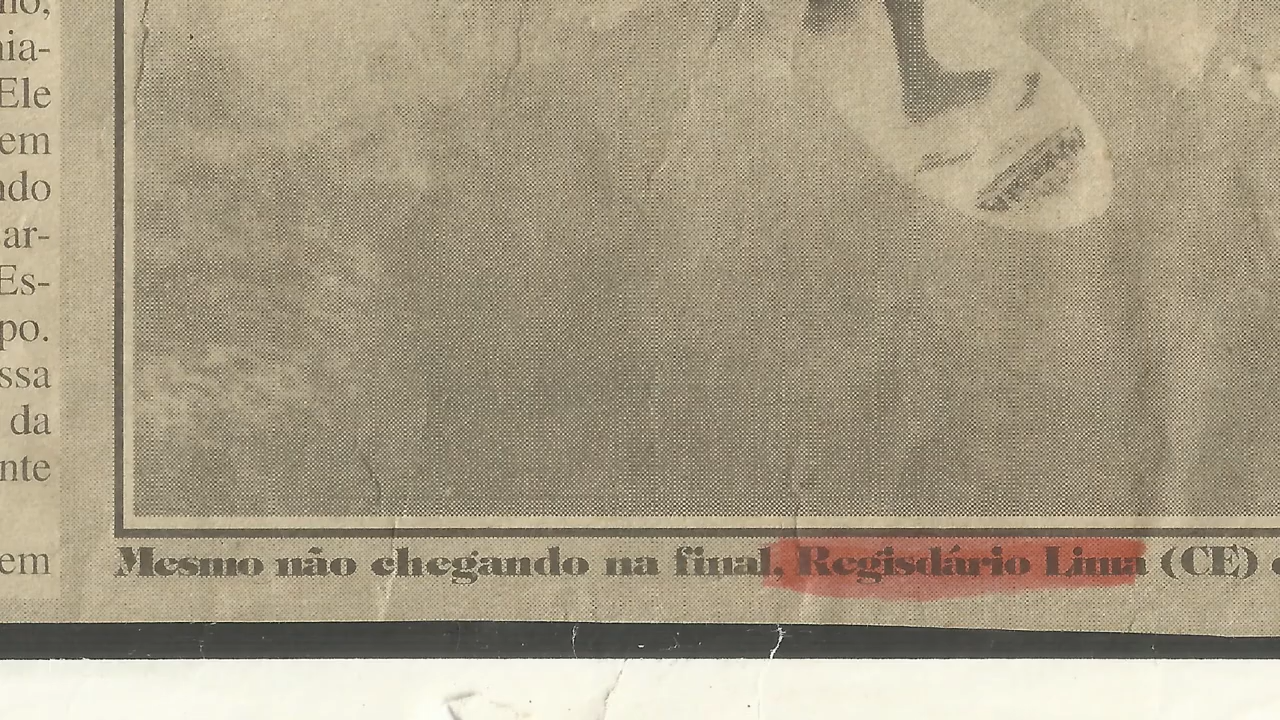 no,
nia-
Ele
em
ndo
ar-
Es-
po.
ssa
da
nte
em
Mesmo não chegando na final, Regisdário Lima (CE)